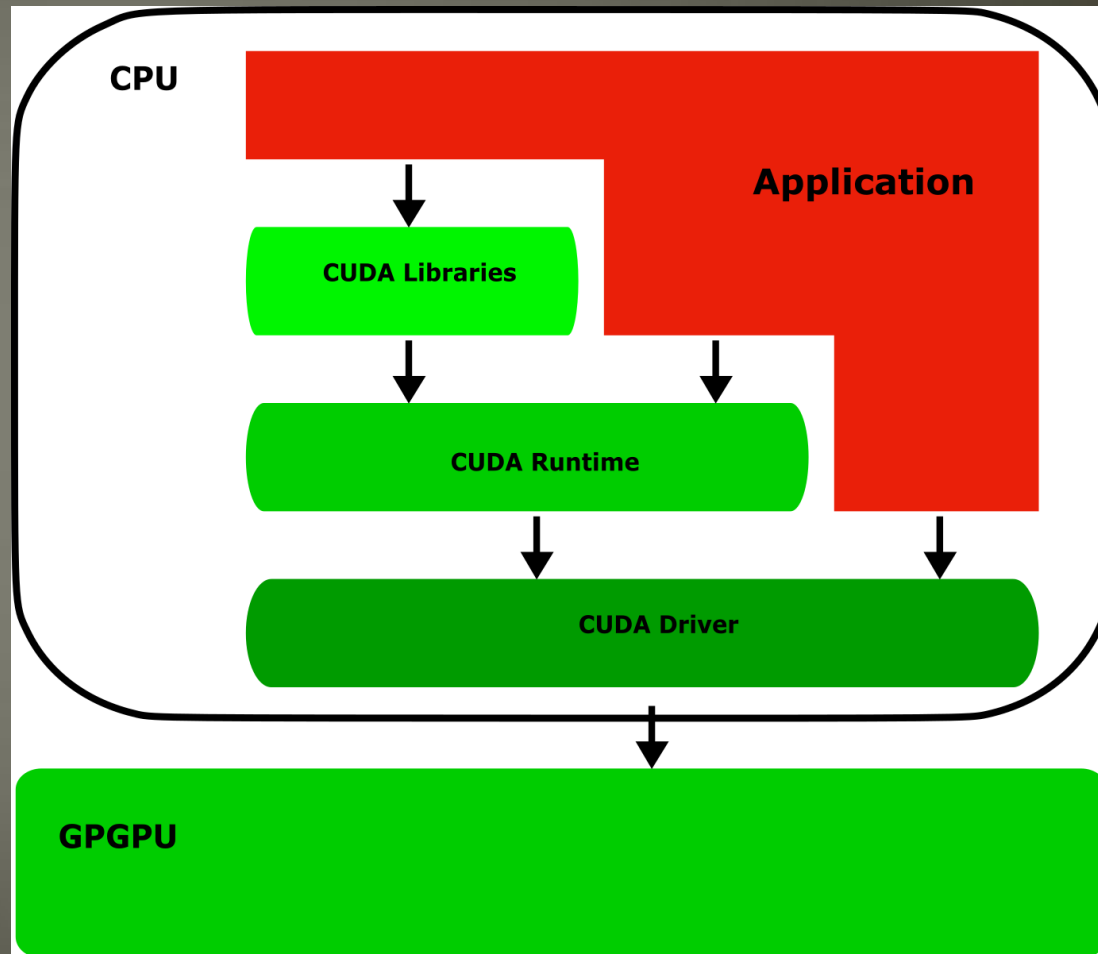 CPU
Application
CUDA Libraries
CUDA Runtime
CUDA Driver
GPGPU